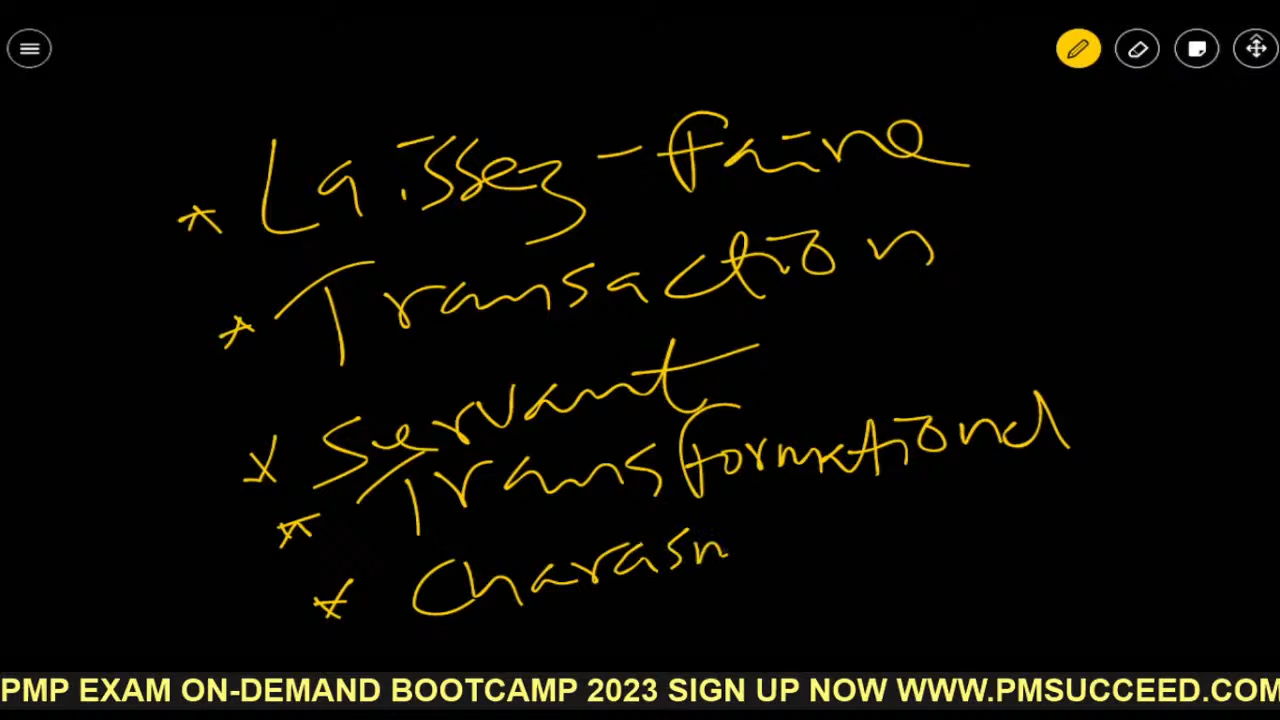 * Laissez-faire
* Transaction
* Servant
* Transformational
* Charasm
PMP EXAM ON-DEMAND BOOTCAMP 2023 SIGN UP NOW WWW.PMSUCCEED.COM